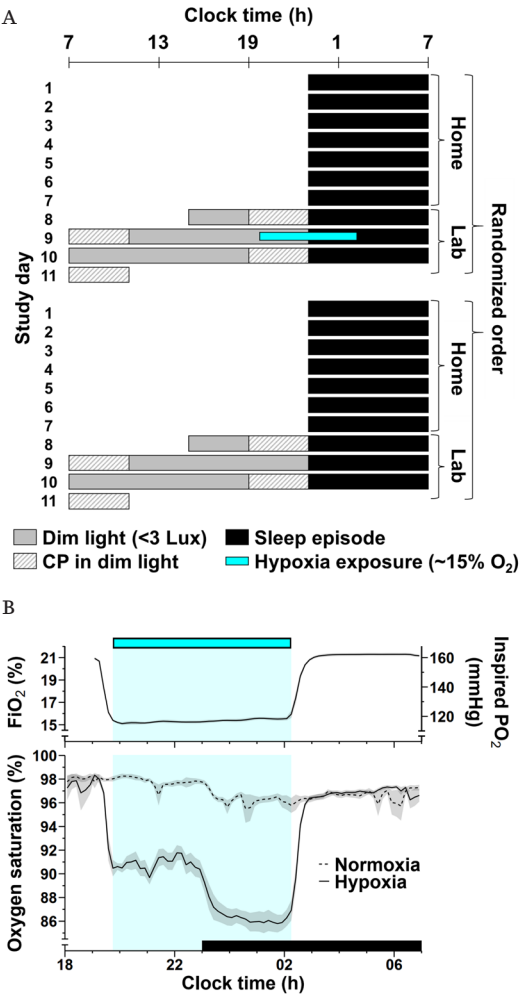 A
Clock time (h)
7 13 19 1 7
Study day
1
2
3
4
5
6
7
8
9
10
11
Home
Lab
1
2
3
4
5
6
7
8
9
10
11
Home
Lab
Randomized order
Dim light (<3 Lux)
Sleep episode
CP in dim light
Hypoxia exposure (~15% O₂)
B
FiO₂ (%)
21
19
17
15
160
140
120
Inspired PO₂
(mmHg)
Oxygen saturation (%)
100
98
96
94
92
90
88
86
Normoxia
Hypoxia
18 22 02 06
Clock time (h)